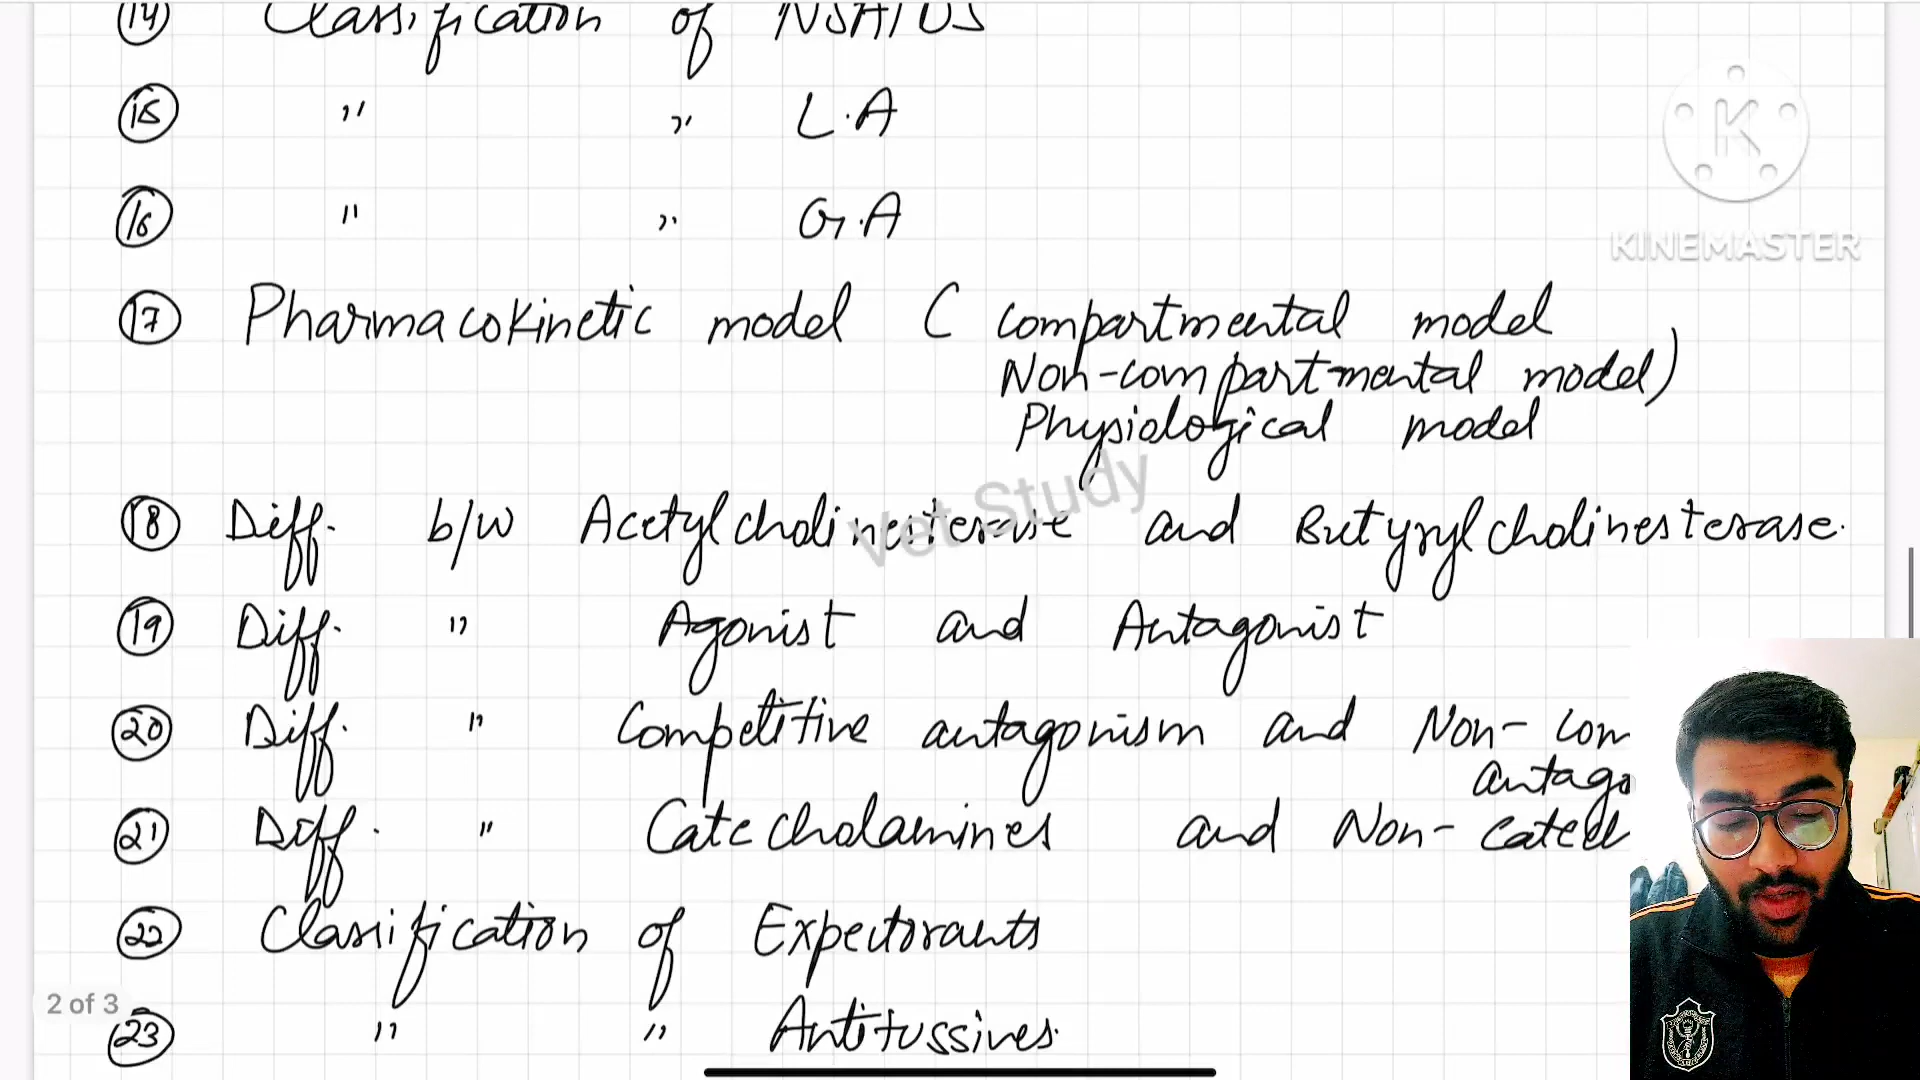 (14) Classification of NSAIDS
(15) " " L.A
(16) " " G.A
(17) Pharmacokinetic model ( compartmental model
Non-compartmental model)
Physiological model
(18) Diff. b/w Acetylcholinesterase and Butyrylcholinesterase.
(19) Diff. " Agonist and Antagonist
(20) Diff. " Competitive antagonism and Non-com
antago
(21) Diff. " Catecholamines and Non-catech
(22) Classification of Expectorants
(23) " " Antitussives.
Vet Study
2 of 3
K
KINEMASTER